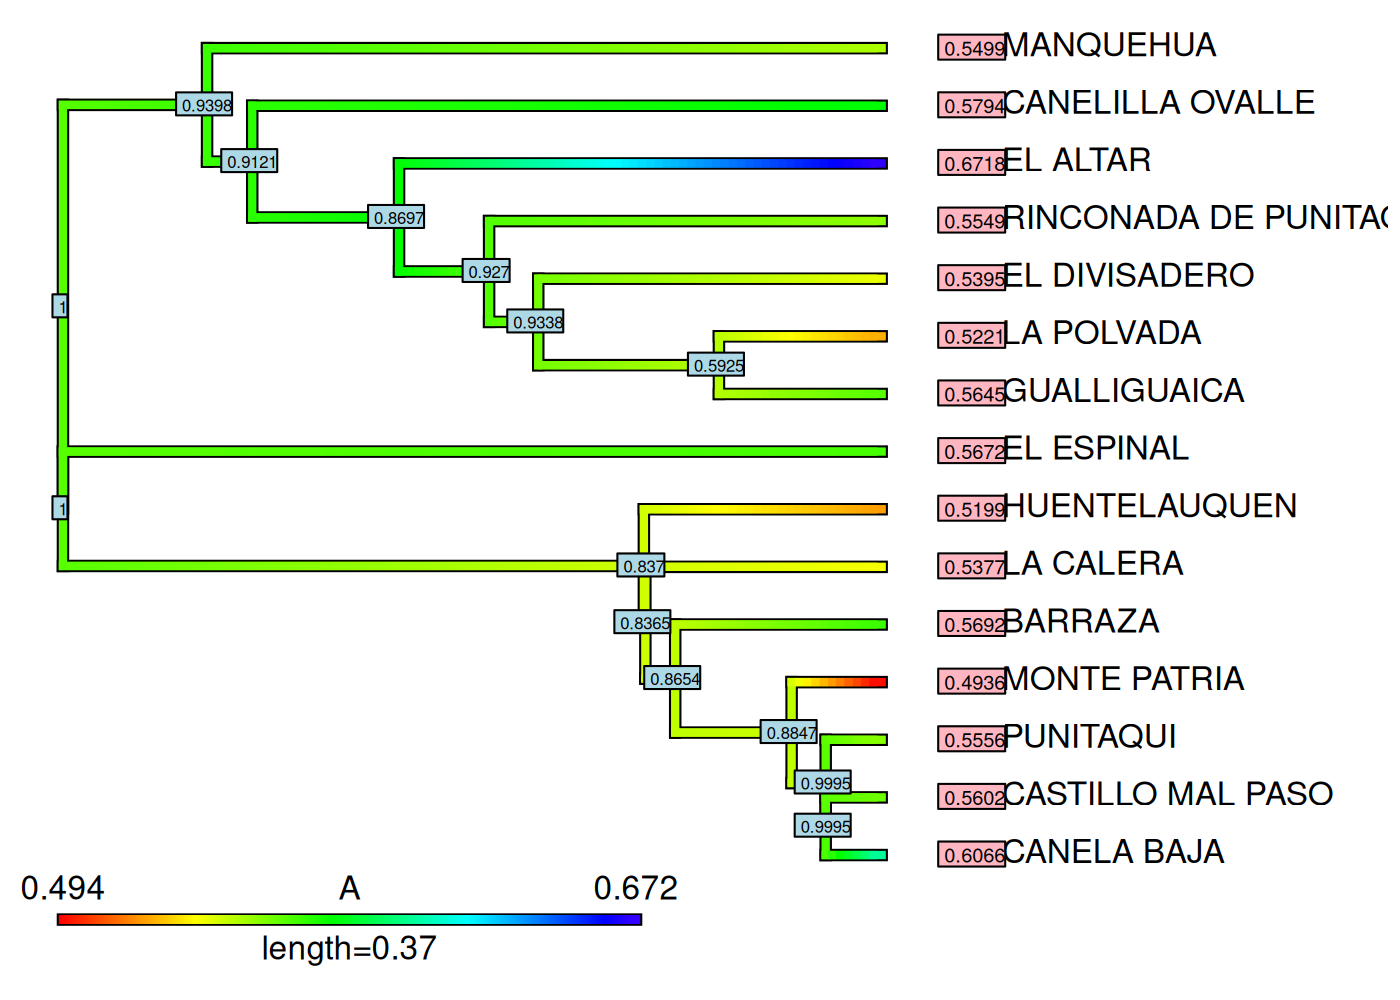 0.5499 MANQUEHUA
0.9398
0.5794 CANELILLA OVALLE
0.9121
0.6718 EL ALTAR
0.8697
0.5549 RINCONADA DE PUNITAQ
0.927
0.5395 EL DIVISADERO
1
0.9338
0.5221 LA POLVADA
0.5925
0.5645 GUALLIGUAICA
0.5672 EL ESPINAL
1
0.5199 HUENTELAUQUEN
0.837
0.5377 LA CALERA
0.8365
0.5692 BARRAZA
0.8654
0.4936 MONTE PATRIA
0.8847
0.5556 PUNITAQUI
0.9995
0.5602 CASTILLO MAL PASO
0.9995
0.6066 CANELA BAJA
0.494 A 0.672
length=0.37